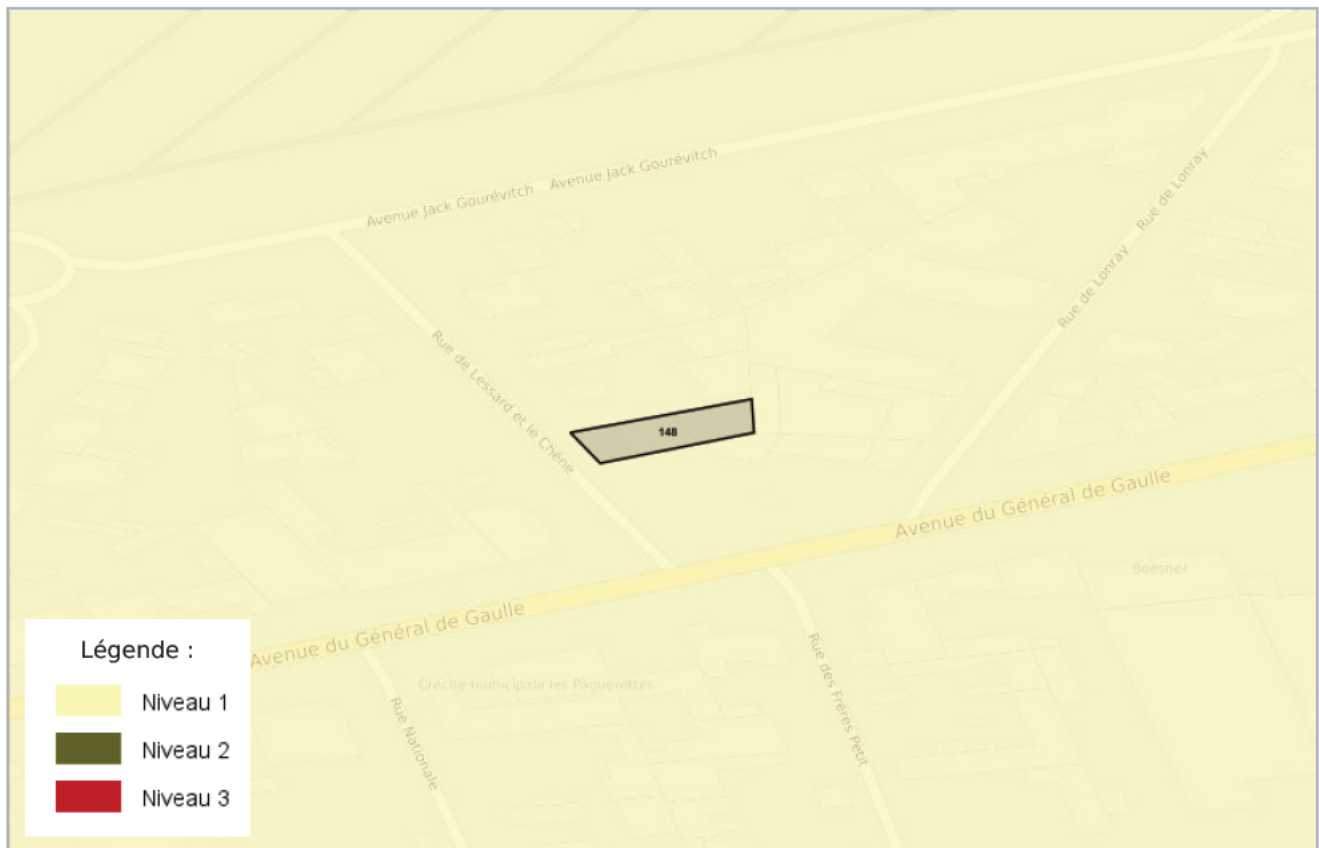 Avenue Jack Gourévitch
Avenue Jack Gourévitch
Rue de Lonray
Rue de Lonray
Rue de Lessard et le Chêne
148
Avenue du Général de Gaulle
Boesner
Avenue du Général de Gaulle
Crèche municipale les Pâquerettes
Rue des Frères Petit
Rue Nationale
Légende :
Niveau 1
Niveau 2
Niveau 3